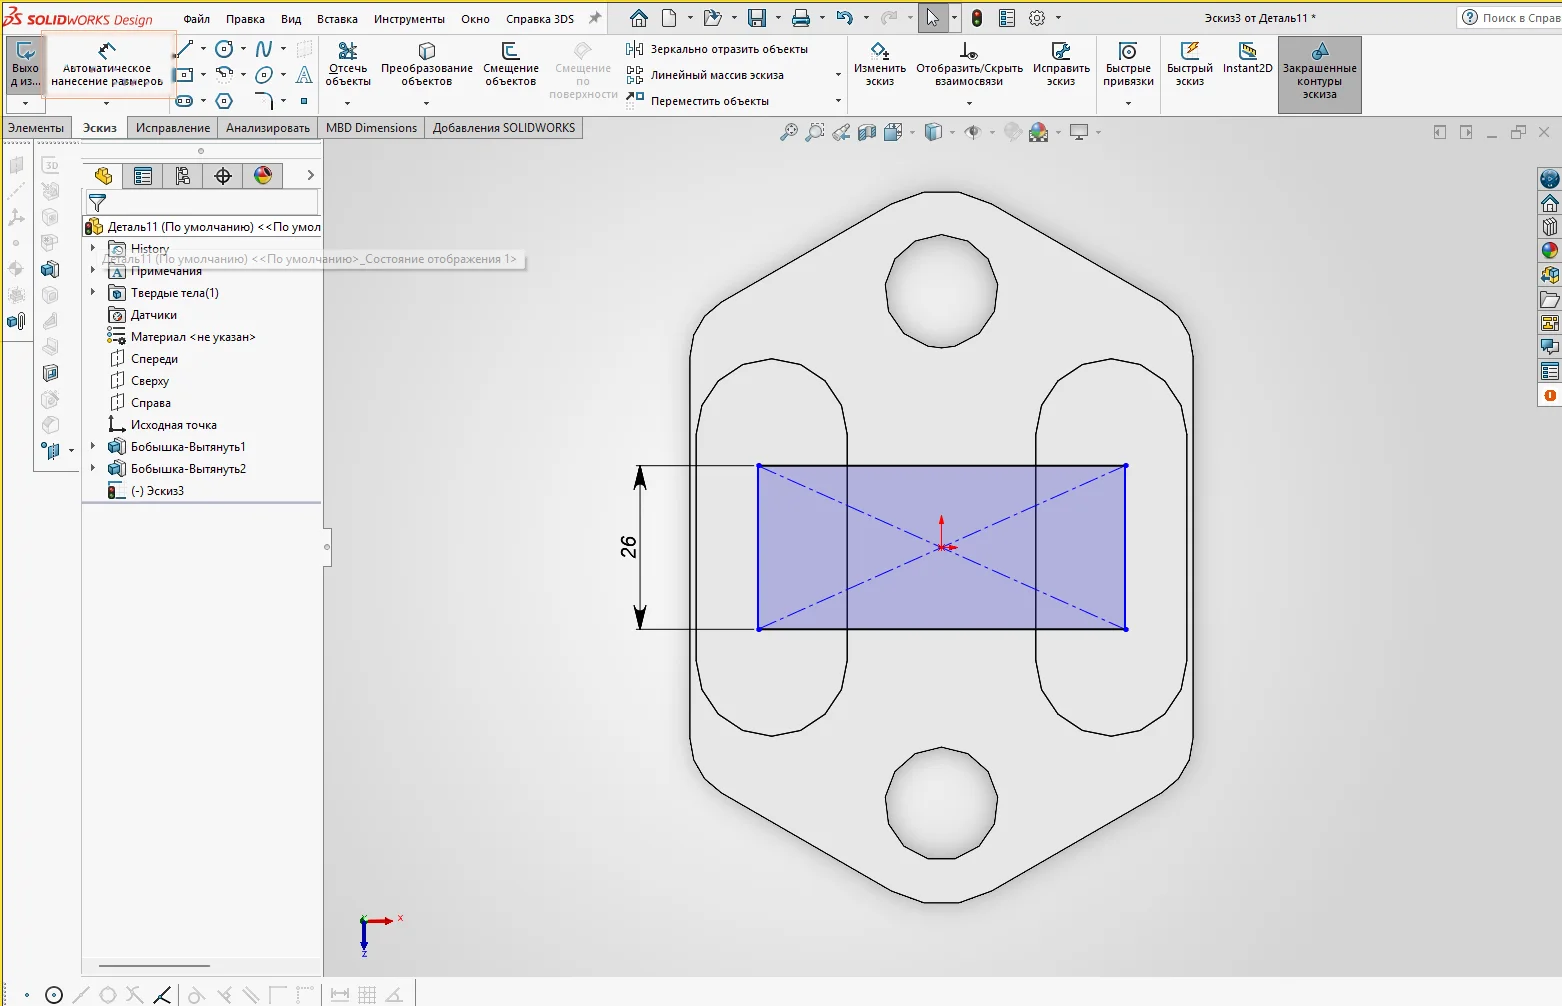 SOLIDWORKS Design
Файл Правка Вид Вставка Инструменты Окно Справка 3DS
Эскиз3 от Деталь11 *
Поиск в Справ
Выхо
д из...
Автоматическое
нанесение размеров
Отсечь
объекты
Преобразование
объектов
Смещение
объектов
Смещение
по
поверхности
Зеркально отразить объекты
Линейный массив эскиза
Переместить объекты
Изменить
эскиз
Отобразить/Скрыть
взаимосвязи
Исправить
эскиз
Быстрые
привязки
Быстрый
эскиз
Instant2D
Закрашенные
контуры
эскиза
Элементы Эскиз Исправление Анализировать MBD Dimensions Добавления SOLIDWORKS
Деталь11 (По умолчанию) <<По умол
History
Деталь11 (По умолчанию) <<По умолчанию>_Состояние отображения 1>
Примечания
Твердые тела(1)
Датчики
Материал <не указан>
Спереди
Сверху
Справа
Исходная точка
Бобышка-Вытянуть1
Бобышка-Вытянуть2
(-) Эскиз3
26
X
Z